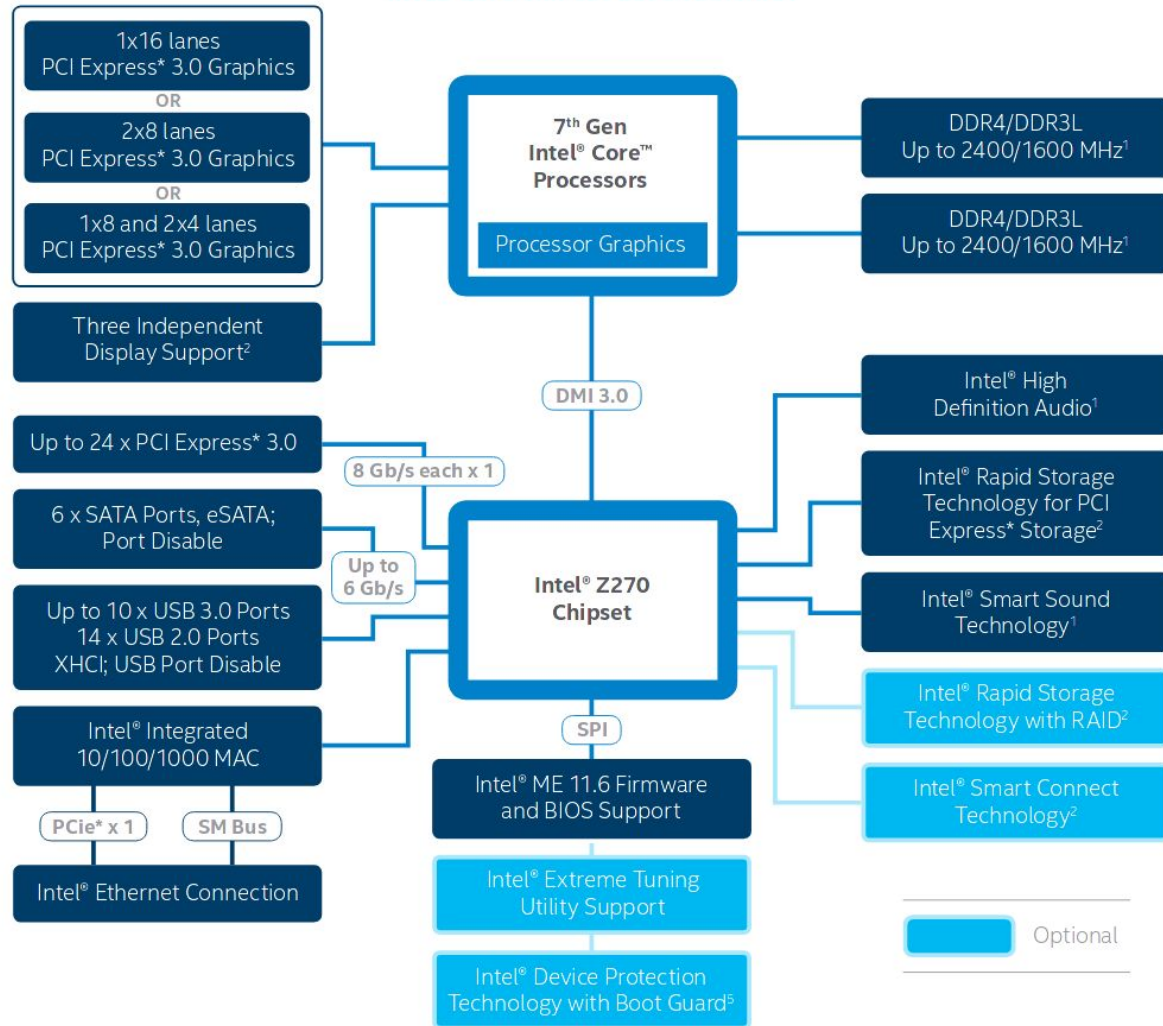 1x16 lanes
PCI Express* 3.0 Graphics
OR
2x8 lanes
PCI Express* 3.0 Graphics
OR
1x8 and 2x4 lanes
PCI Express* 3.0 Graphics
Three Independent
Display Support²
7th Gen
Intel® Core™
Processors
Processor Graphics
DDR4/DDR3L
Up to 2400/1600 MHz¹
DDR4/DDR3L
Up to 2400/1600 MHz¹
DMI 3.0
Up to 24 x PCI Express* 3.0
8 Gb/s each x 1
6 x SATA Ports, eSATA;
Port Disable
Up to
6 Gb/s
Up to 10 x USB 3.0 Ports
14 x USB 2.0 Ports
XHCI; USB Port Disable
Intel® Integrated
10/100/1000 MAC
PCIe* x 1
SM Bus
Intel® Ethernet Connection
Intel® Z270
Chipset
SPI
Intel® ME 11.6 Firmware
and BIOS Support
Intel® Extreme Tuning
Utility Support
Intel® Device Protection
Technology with Boot Guard⁵
Intel® High
Definition Audio¹
Intel® Rapid Storage
Technology for PCI
Express* Storage²
Intel® Smart Sound
Technology¹
Intel® Rapid Storage
Technology with RAID²
Intel® Smart Connect
Technology²
Optional